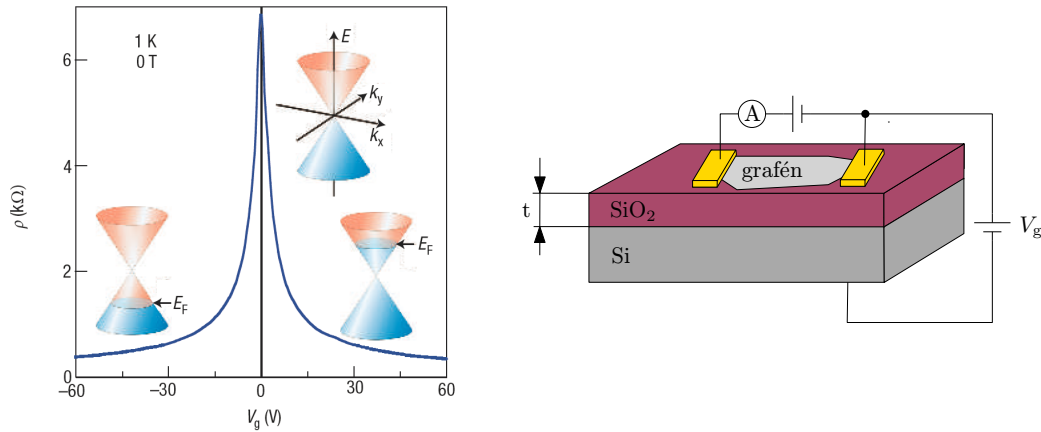 1 K
0 T
E
k_y
k_x
E_F
E_F
ρ (kΩ)
6
4
2
0
−60
−30
0
30
60
V_g (V)
A
grafén
t
SiO₂
Si
V_g